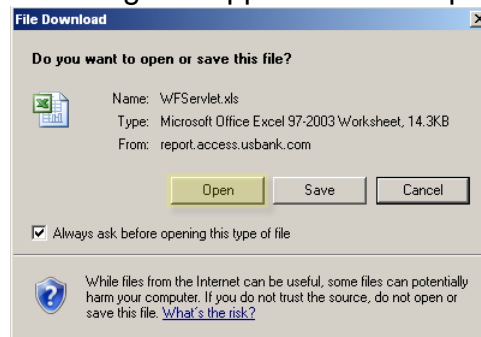 File Download
Do you want to open or save this file?
Name: WFServlet.xls
Type: Microsoft Office Excel 97-2003 Worksheet, 14.3KB
From: report.access.usbank.com
Open Save Cancel
Always ask before opening this type of file
While files from the Internet can be useful, some files can potentially
harm your computer. If you do not trust the source, do not open or
save this file. What's the risk?